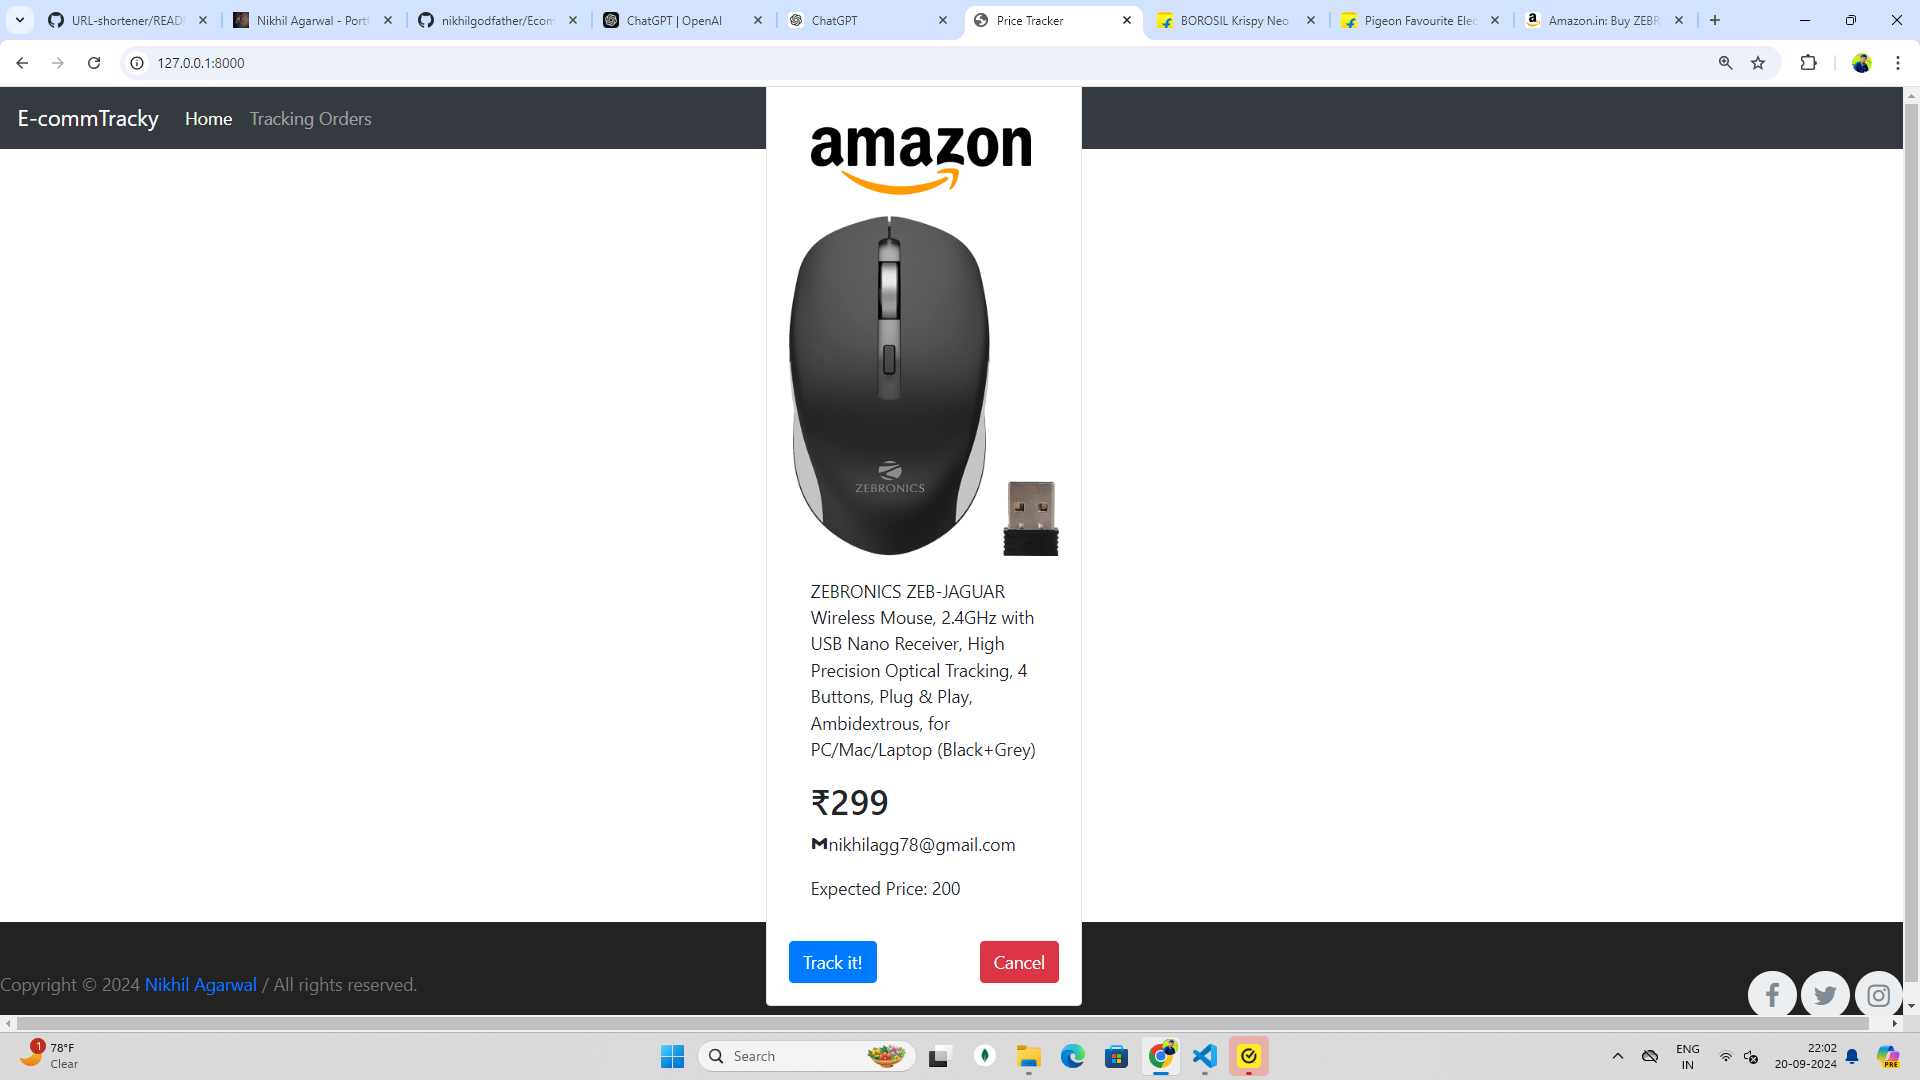 URL-shortener/READ
Nikhil Agarwal - Portf
nikhilgodfather/Ecom
ChatGPT | OpenAI
ChatGPT
Price Tracker
BOROSIL Krispy Neo
Pigeon Favourite Elec
Amazon.in: Buy ZEBR
127.0.0.1:8000
E-commTracky
Home
Tracking Orders
amazon
ZEBRONICS
ZEBRONICS ZEB-JAGUAR
Wireless Mouse, 2.4GHz with
USB Nano Receiver, High
Precision Optical Tracking, 4
Buttons, Plug & Play,
Ambidextrous, for
PC/Mac/Laptop (Black+Grey)
₹299
nikhilagg78@gmail.com
Expected Price: 200
Track it!
Cancel
Copyright © 2024 Nikhil Agarwal / All rights reserved.
1
78°F
Clear
Search
ENG
IN
22:02
20-09-2024
PRE